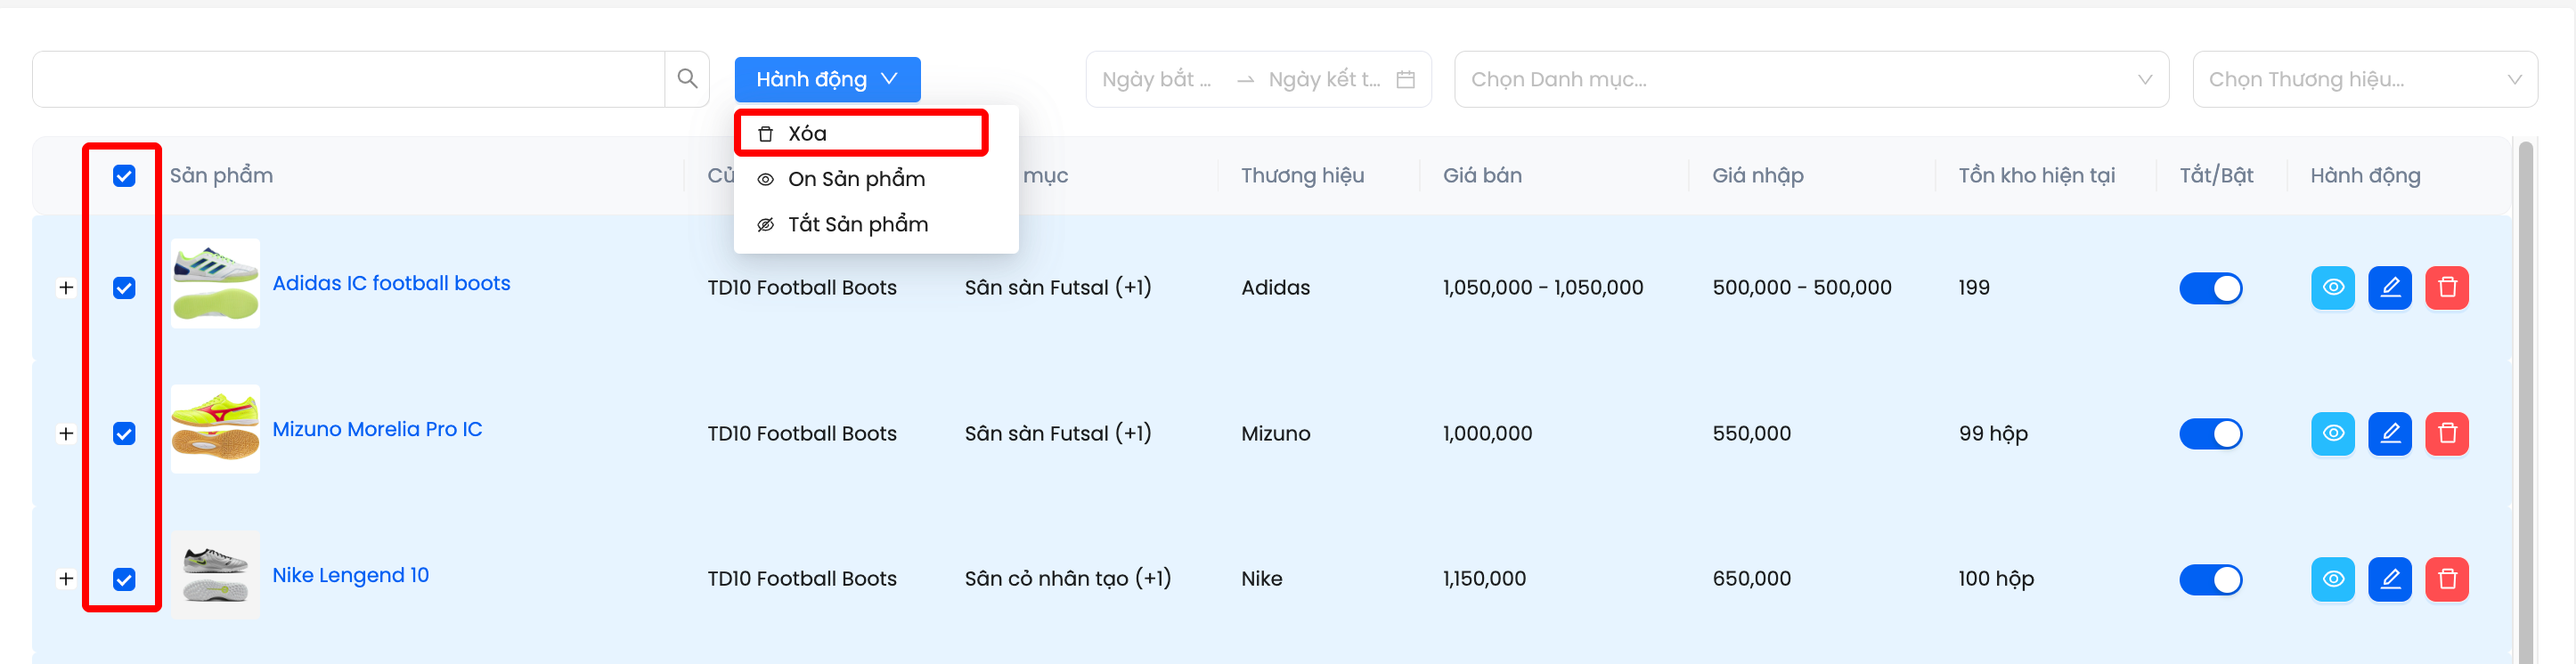 Hành động
Ngày bắt ... → Ngày kết t...
Chọn Danh mục...
Chọn Thương hiệu...
Xóa
On Sản phẩm
Tắt Sản phẩm
Sản phẩm Cử mục Thương hiệu Giá bán Giá nhập Tồn kho hiện tại Tắt/Bật Hành động
Adidas IC football boots TD10 Football Boots Sân sàn Futsal (+1) Adidas 1,050,000 - 1,050,000 500,000 - 500,000 199
Mizuno Morelia Pro IC TD10 Football Boots Sân sàn Futsal (+1) Mizuno 1,000,000 550,000 99 hộp
Nike Lengend 10 TD10 Football Boots Sân cỏ nhân tạo (+1) Nike 1,150,000 650,000 100 hộp